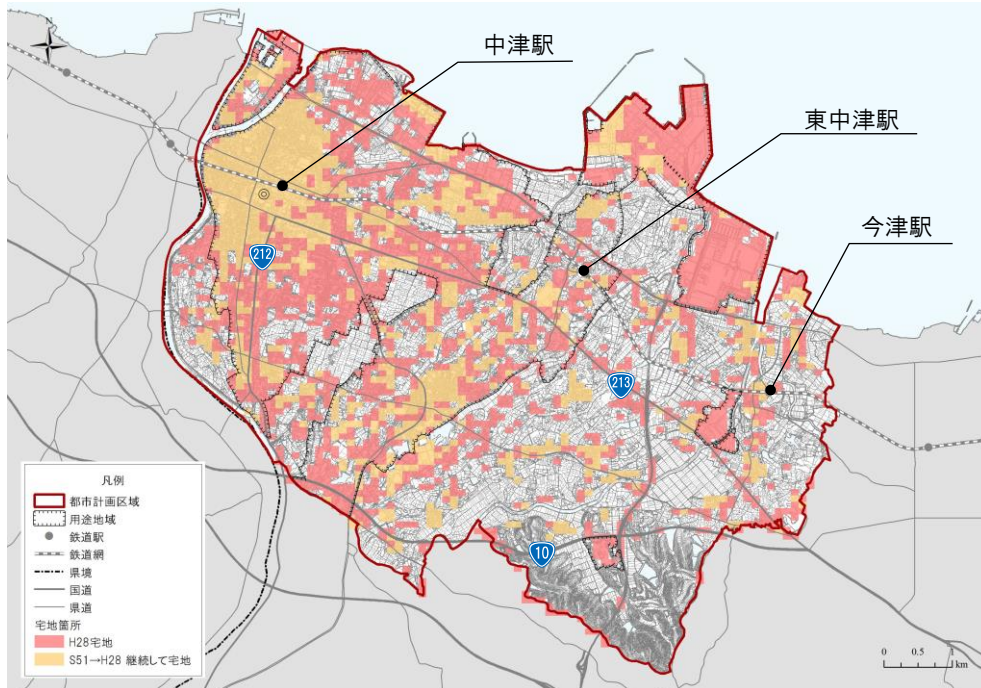 N
中津駅
東中津駅
今津駅
212
213
10
凡例
都市計画区域
用途地域
鉄道駅
鉄道網
県境
国道
県道
宅地箇所
H28宅地
S51→H28 継続して宅地
0 0.5 1
km